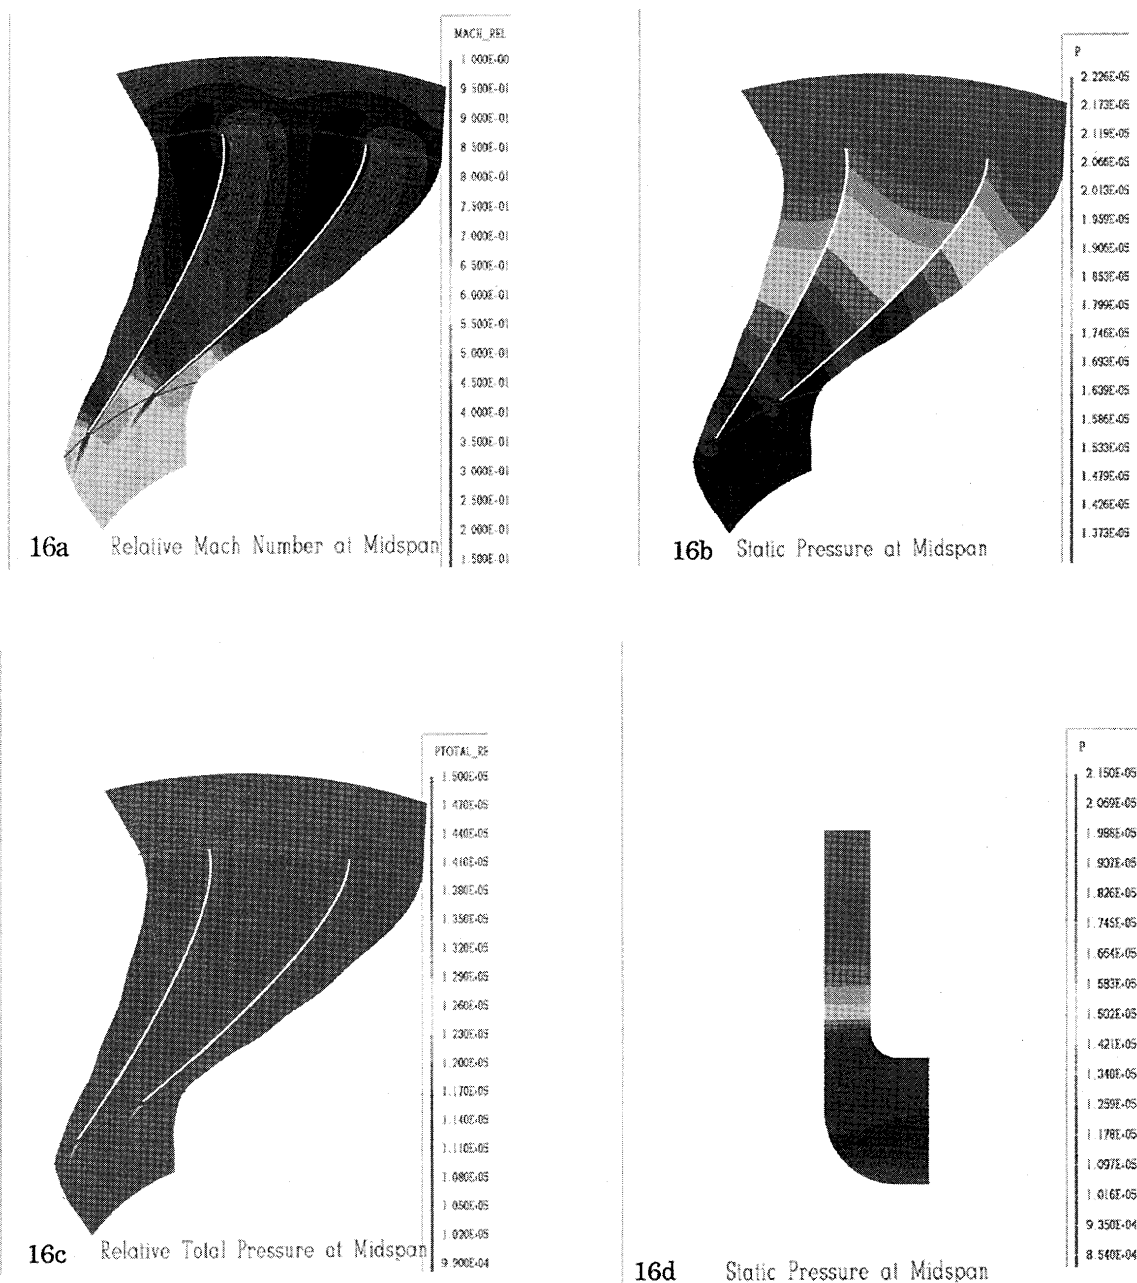 MACH_REL
1 000E-00
9 500E-01
9 000E-01
8 500E-01
8 000E-01
7.500E-01
7 000E-01
6 500E-01
6 000E-01
5 500E-01
5 000E-01
4 500E-01
4 000E-01
3 500E-01
3 000E-01
2 500E-01
2 000E-01
1 500E-01
16a Relative Mach Number at Midspan
P
2.226E+05
2.173E+05
2.119E+05
2.066E+05
2.013E+05
1.959E+05
1.906E+05
1.853E+05
1.799E+05
1.746E+05
1.693E+05
1.639E+05
1.586E+05
1.533E+05
1.479E+05
1.426E+05
1.373E+05
16b Static Pressure at Midspan
PTOTAL_RE
1.500E+05
1 470E+05
1 440E+05
1 410E+05
1 380E+05
1 350E+05
1 320E+05
1 290E+05
1 260E+05
1 230E+05
1 200E+05
1.170E+05
1.140E+05
1.110E+05
1 080E+05
1 050E+05
1 020E+05
9 900E+04
16c Relative Total Pressure at Midspan
P
2 150E+05
2 069E+05
1 988E+05
1 907E+05
1 826E+05
1.745E+05
1.664E+05
1 583E+05
1.502E+05
1.421E+05
1 340E+05
1 259E+05
1 178E+05
1 097E+05
1 016E+05
9 350E+04
8 540E+04
16d Static Pressure at Midspan